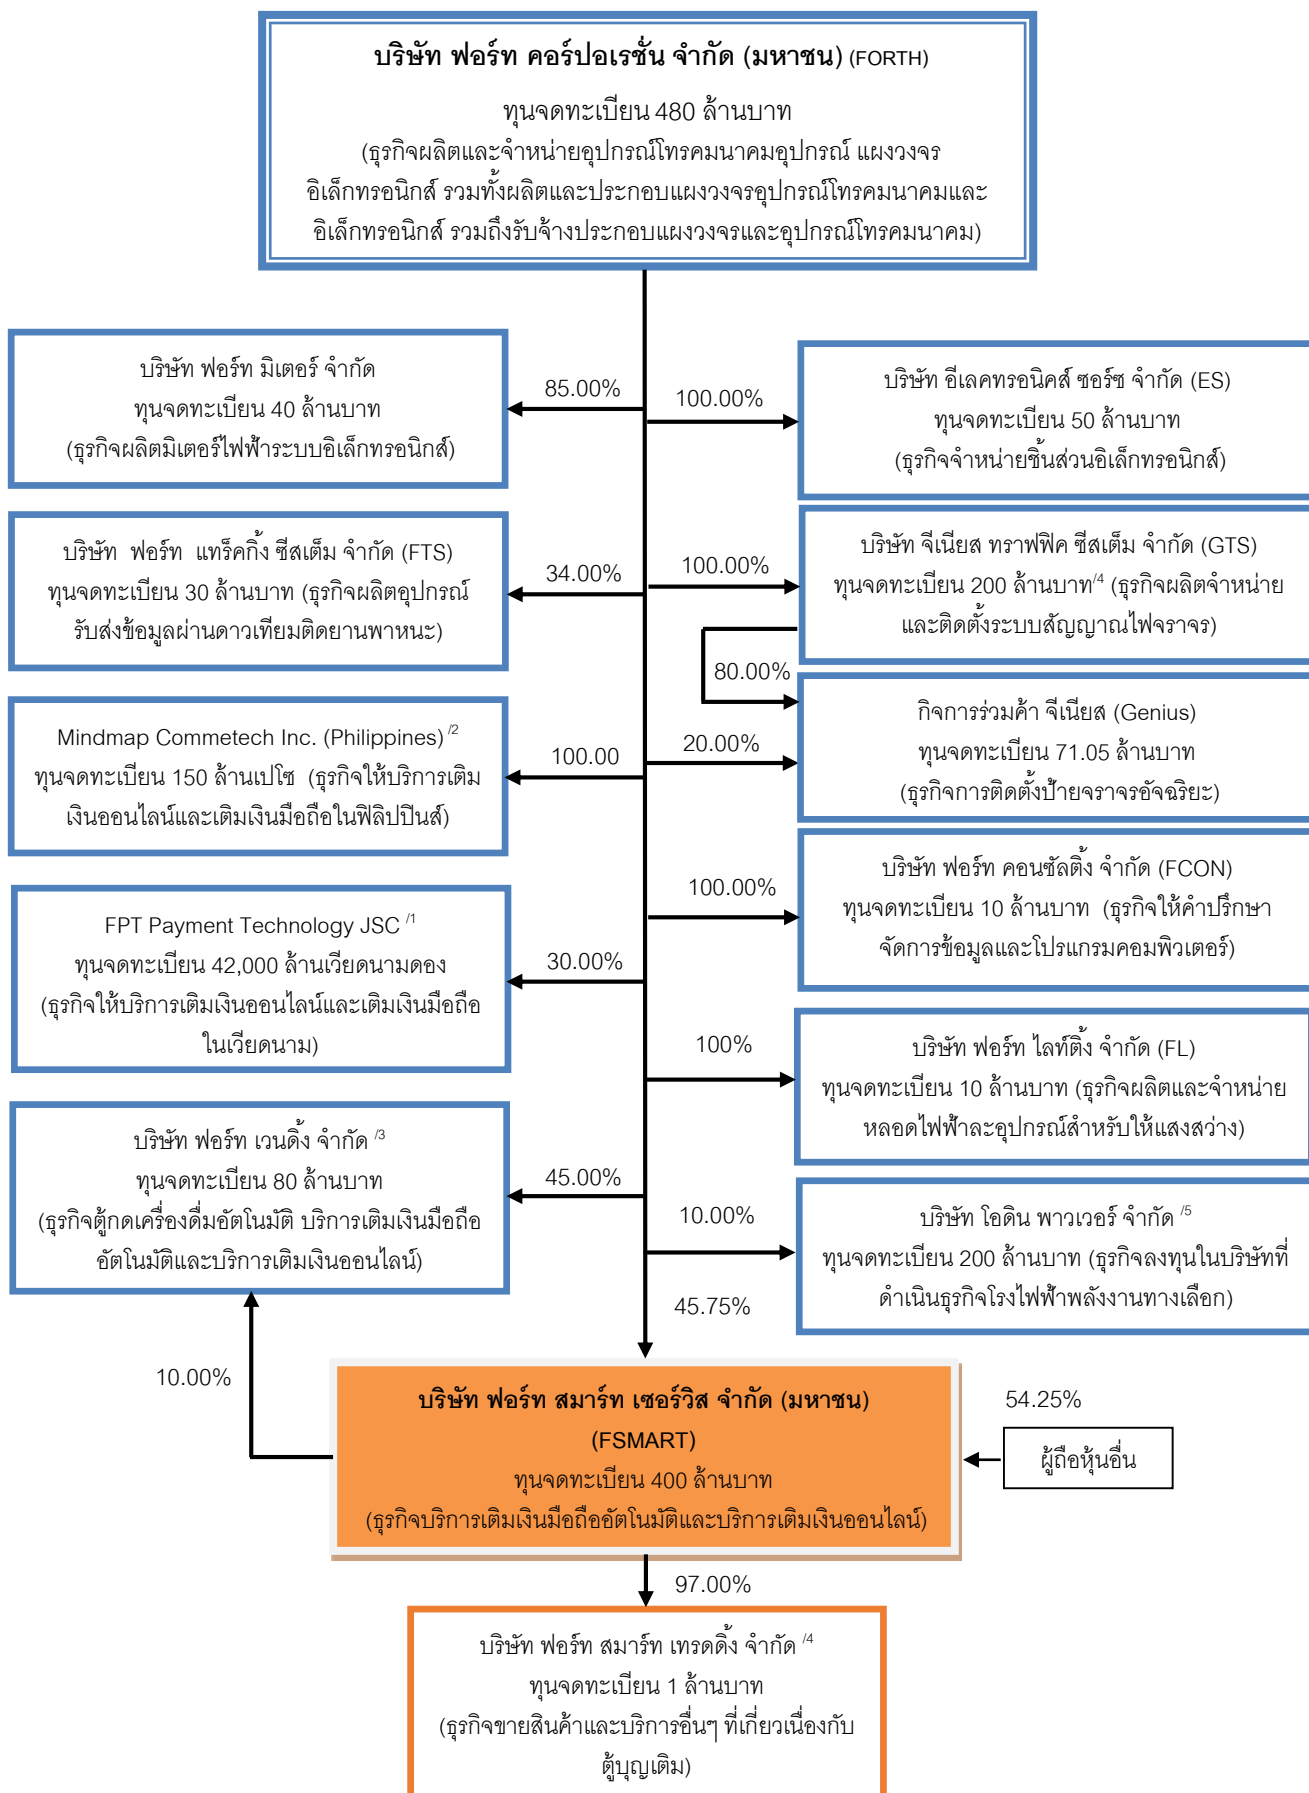 บริษัท ฟอร์ท คอร์ปอเรชั่น จำกัด (มหาชน) (FORTH)
ทุนจดทะเบียน 480 ล้านบาท
(ธุรกิจผลิตและจำหน่ายอุปกรณ์โทรคมนาคมอุปกรณ์ แผงวงจร
อิเล็กทรอนิกส์ รวมทั้งผลิตและประกอบแผงวงจรอุปกรณ์โทรคมนาคมและ
อิเล็กทรอนิกส์ รวมถึงรับจ้างประกอบแผงวงจรและอุปกรณ์โทรคมนาคม)
บริษัท ฟอร์ท มิเตอร์ จำกัด
ทุนจดทะเบียน 40 ล้านบาท
(ธุรกิจผลิตมิเตอร์ไฟฟ้าระบบอิเล็กทรอนิกส์)
85.00%
100.00%
บริษัท อีเลคทรอนิคส์ ซอร์ซ จำกัด (ES)
ทุนจดทะเบียน 50 ล้านบาท
(ธุรกิจจำหน่ายชิ้นส่วนอิเล็กทรอนิกส์)
บริษัท ฟอร์ท แทร็คกิ้ง ซีสเต็ม จำกัด (FTS)
ทุนจดทะเบียน 30 ล้านบาท (ธุรกิจผลิตอุปกรณ์
รับส่งข้อมูลผ่านดาวเทียมติดยานพาหนะ)
34.00%
100.00%
บริษัท จีเนียส ทราฟฟิค ซีสเต็ม จำกัด (GTS)
ทุนจดทะเบียน 200 ล้านบาท/4 (ธุรกิจผลิตจำหน่าย
และติดตั้งระบบสัญญาณไฟจราจร)
80.00%
Mindmap Commetech Inc. (Philippines) /2
ทุนจดทะเบียน 150 ล้านเปโซ (ธุรกิจให้บริการเติม
เงินออนไลน์และเติมเงินมือถือในฟิลิปปินส์)
100.00
20.00%
กิจการร่วมค้า จีเนียส (Genius)
ทุนจดทะเบียน 71.05 ล้านบาท
(ธุรกิจการติดตั้งป้ายจราจรอัจฉริยะ)
100.00%
บริษัท ฟอร์ท คอนซัลติ้ง จำกัด (FCON)
ทุนจดทะเบียน 10 ล้านบาท (ธุรกิจให้คำปรึกษา
จัดการข้อมูลและโปรแกรมคอมพิวเตอร์)
FPT Payment Technology JSC /1
ทุนจดทะเบียน 42,000 ล้านเวียดนามดอง
(ธุรกิจให้บริการเติมเงินออนไลน์และเติมเงินมือถือ
ในเวียดนาม)
30.00%
100%
บริษัท ฟอร์ท ไลท์ติ้ง จำกัด (FL)
ทุนจดทะเบียน 10 ล้านบาท (ธุรกิจผลิตและจำหน่าย
หลอดไฟฟ้าละอุปกรณ์สำหรับให้แสงสว่าง)
บริษัท ฟอร์ท เวนดิ้ง จำกัด /3
ทุนจดทะเบียน 80 ล้านบาท
(ธุรกิจตู้กดเครื่องดื่มอัตโนมัติ บริการเติมเงินมือถือ
อัตโนมัติและบริการเติมเงินออนไลน์)
45.00%
10.00%
บริษัท โอดิน พาวเวอร์ จำกัด /5
ทุนจดทะเบียน 200 ล้านบาท (ธุรกิจลงทุนในบริษัทที่
ดำเนินธุรกิจโรงไฟฟ้าพลังงานทางเลือก)
45.75%
10.00%
บริษัท ฟอร์ท สมาร์ท เซอร์วิส จำกัด (มหาชน)
(FSMART)
ทุนจดทะเบียน 400 ล้านบาท
(ธุรกิจบริการเติมเงินมือถืออัตโนมัติและบริการเติมเงินออนไลน์)
54.25%
ผู้ถือหุ้นอื่น
97.00%
บริษัท ฟอร์ท สมาร์ท เทรดดิ้ง จำกัด /4
ทุนจดทะเบียน 1 ล้านบาท
(ธุรกิจขายสินค้าและบริการอื่นๆ ที่เกี่ยวเนื่องกับ
ตู้บุญเติม)